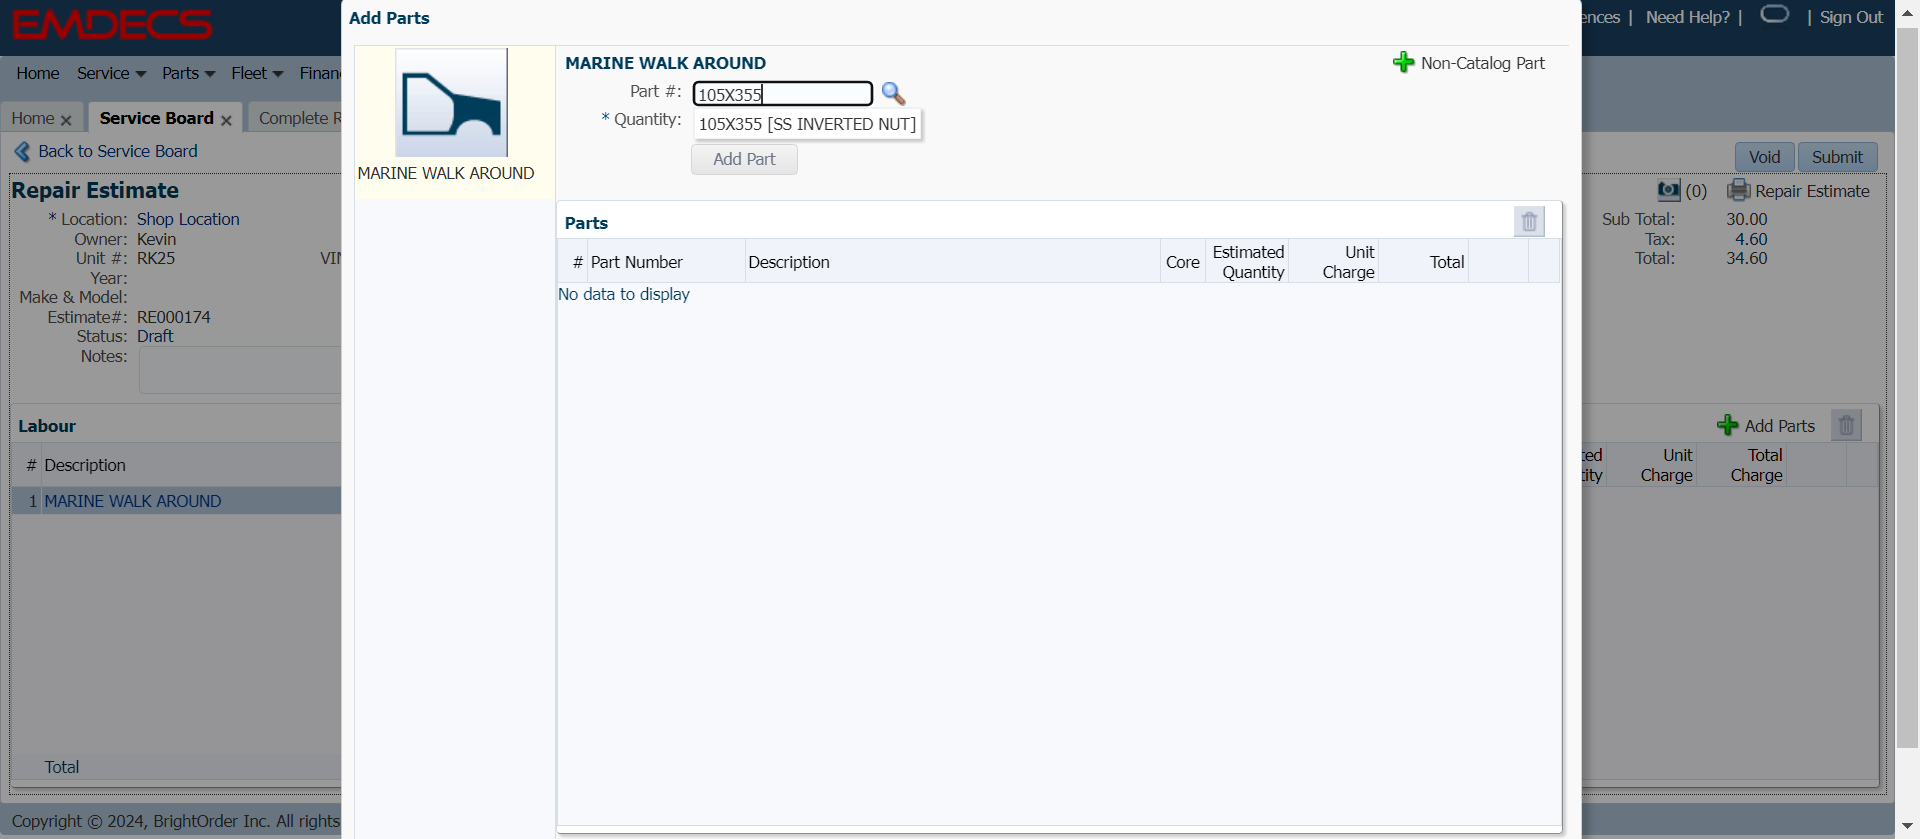 EMDECS
ences | Need Help? | | Sign Out
Home Service Parts Fleet Finan
Home Service Board Complete R
Back to Service Board
Void Submit
Repair Estimate
(0) Repair Estimate
* Location: Shop Location
Owner: Kevin
Unit #: RK25 VIN
Year:
Make & Model:
Estimate#: RE000174
Status: Draft
Notes:
Sub Total: 30.00
Tax: 4.60
Total: 34.60
Labour
# Description
1 MARINE WALK AROUND
Total
Add Parts
ted
tity
Unit
Charge
Total
Charge
Copyright © 2024, BrightOrder Inc. All rights
Add Parts
MARINE WALK AROUND
MARINE WALK AROUND
Non-Catalog Part
Part #: 105X355
* Quantity:
105X355 [SS INVERTED NUT]
Add Part
Parts
# Part Number Description Core Estimated Quantity Unit Charge Total
No data to display